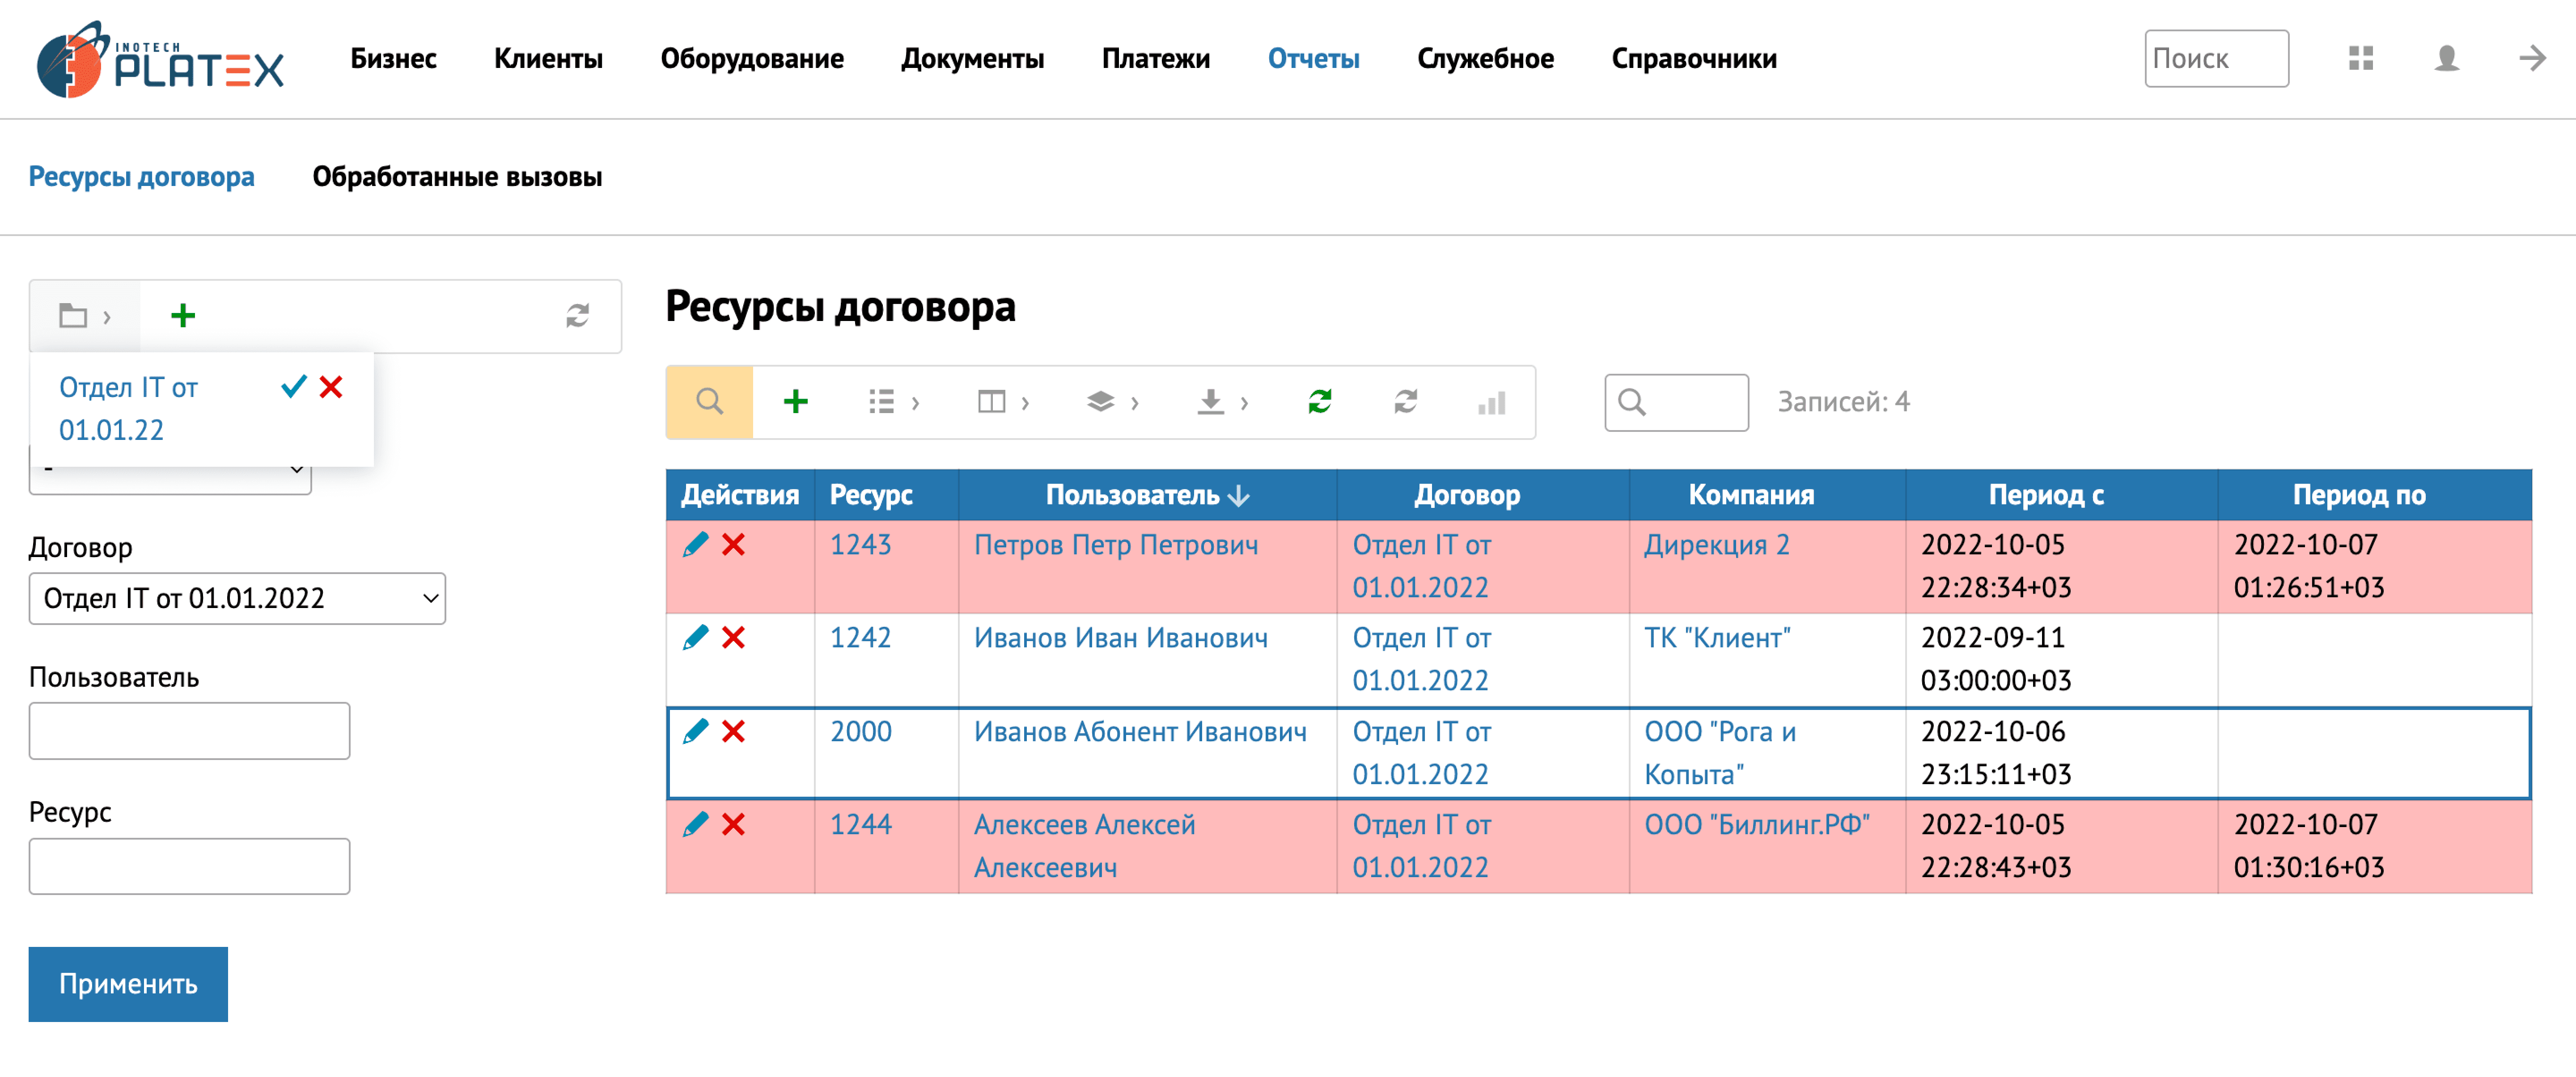 INOTECH
PLATEX
Бизнес Клиенты Оборудование Документы Платежи Отчеты Служебное Справочники Поиск
Ресурсы договора Обработанные вызовы
Отдел IT от
01.01.22
-
Договор
Отдел IT от 01.01.2022
Пользователь
Ресурс
Применить
Ресурсы договора
Записей: 4
Действия Ресурс Пользователь Договор Компания Период с Период по
1243 Петров Петр Петрович Отдел IT от Дирекция 2 2022-10-05 2022-10-07
01.01.2022 22:28:34+03 01:26:51+03
1242 Иванов Иван Иванович Отдел IT от ТК "Клиент" 2022-09-11
01.01.2022 03:00:00+03
2000 Иванов Абонент Иванович Отдел IT от ООО "Рога и 2022-10-06
01.01.2022 Копыта" 23:15:11+03
1244 Алексеев Алексей Отдел IT от ООО "Биллинг.РФ" 2022-10-05 2022-10-07
Алексеевич 01.01.2022 22:28:43+03 01:30:16+03